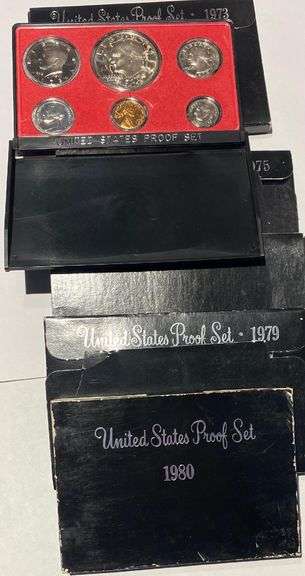 United States Proof Set • 1973
UNITED STATES PROOF SET
1975
United States Proof Set • 1979
United States Proof Set
1980